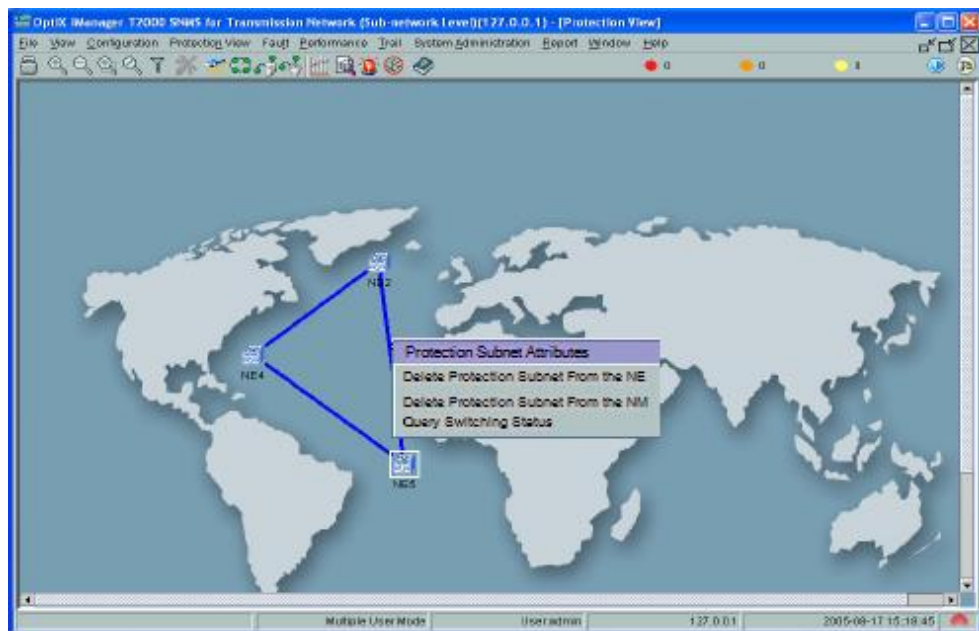 OptiX iManager T2000 SNMS for Transmission Network (Sub-network Level)(127.0.0.1) - [Protection View]
File View Configuration Protection View Fault Performance Trail System Administration Report Window Help
0 0 8
NE2
Protection Subnet Attributes
NE4
Delete Protection Subnet From the NE
Delete Protection Subnet From the NM
Query Switching Status
NE5
Multiple User Mode User:admin 127.0.0.1 2005-08-17 15:18:45